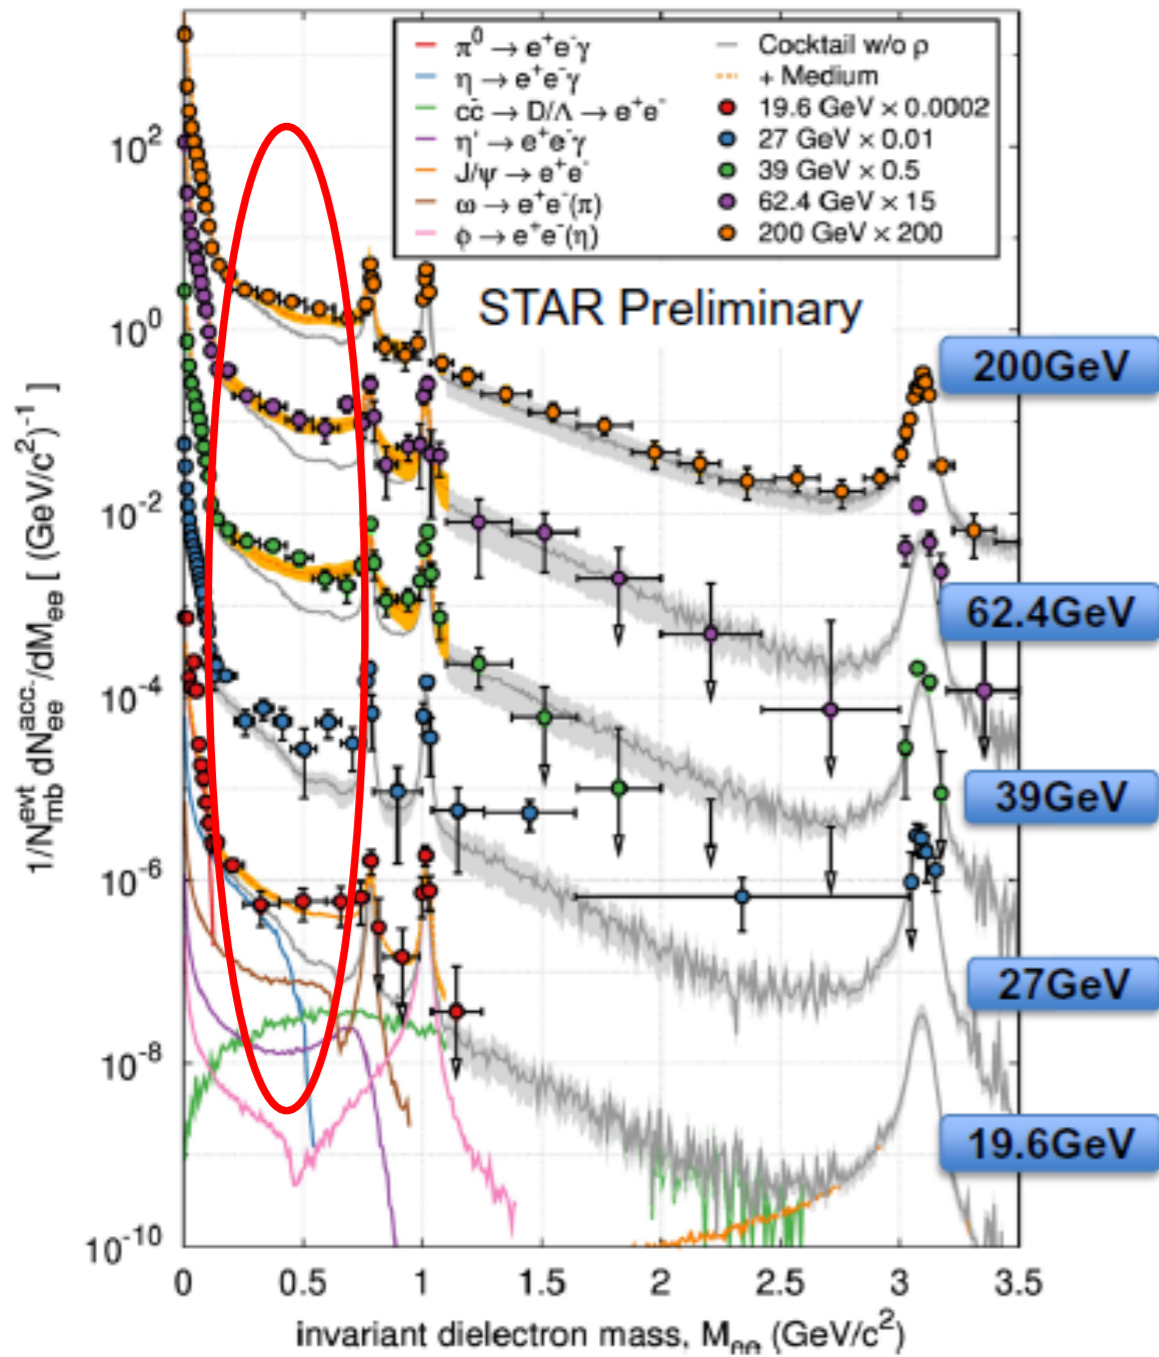 π⁰ → e⁺e⁻γ
η → e⁺e⁻γ
cc̄ → D/Λ → e⁺e⁻
η' → e⁺e⁻γ
J/ψ → e⁺e⁻
ω → e⁺e⁻(π)
ϕ → e⁺e⁻(η)
Cocktail w/o ρ
+ Medium
19.6 GeV × 0.0002
27 GeV × 0.01
39 GeV × 0.5
62.4 GeV × 15
200 GeV × 200
STAR Preliminary
200GeV
62.4GeV
39GeV
27GeV
19.6GeV
1/N^evt_mb dN^acc._ee/dM_ee [ (GeV/c²)⁻¹ ]
10²
10⁰
10⁻²
10⁻⁴
10⁻⁶
10⁻⁸
10⁻¹⁰
0 0.5 1 1.5 2 2.5 3 3.5
invariant dielectron mass, M_ee (GeV/c²)